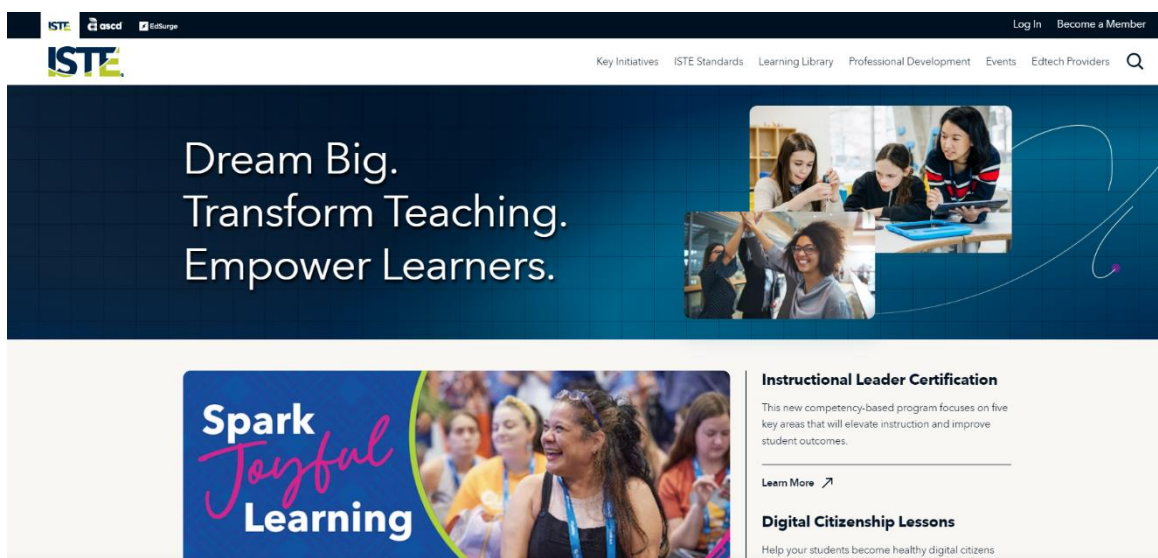 ISTE ascd EdSurge
Log In Become a Member
ISTE
Key Initiatives ISTE Standards Learning Library Professional Development Events Edtech Providers
Dream Big.
Transform Teaching.
Empower Learners.
Spark
Joyful
Learning
Instructional Leader Certification
This new competency-based program focuses on five
key areas that will elevate instruction and improve
student outcomes.
Learn More
Digital Citizenship Lessons
Help your students become healthy digital citizens